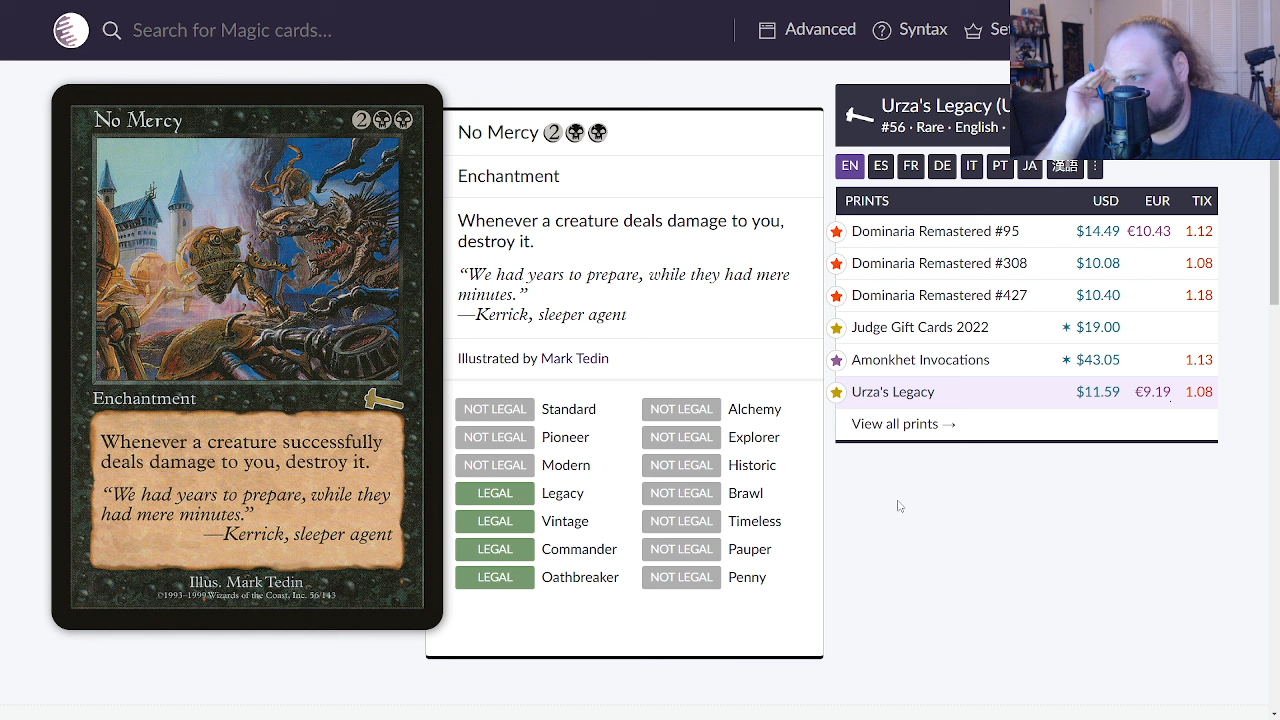 Search for Magic cards…
Advanced
Syntax
No Mercy 2
Enchantment
Whenever a creature successfully
deals damage to you, destroy it.
“We had years to prepare, while they
had mere minutes.”
—Kerrick, sleeper agent
Illus. Mark Tedin
©1993–1999 Wizards of the Coast, Inc. 56/143
No Mercy 2
Enchantment
Whenever a creature deals damage to you,
destroy it.
“We had years to prepare, while they had mere
minutes.”
—Kerrick, sleeper agent
Illustrated by Mark Tedin
NOT LEGAL Standard NOT LEGAL Alchemy
NOT LEGAL Pioneer NOT LEGAL Explorer
NOT LEGAL Modern NOT LEGAL Historic
LEGAL Legacy NOT LEGAL Brawl
LEGAL Vintage NOT LEGAL Timeless
LEGAL Commander NOT LEGAL Pauper
LEGAL Oathbreaker NOT LEGAL Penny
Urza's Legacy (U
#56 · Rare · English ·
EN ES FR DE IT PT JA 漢語 ⋮
PRINTS USD EUR TIX
Dominaria Remastered #95 $14.49 €10.43 1.12
Dominaria Remastered #308 $10.08 1.08
Dominaria Remastered #427 $10.40 1.18
Judge Gift Cards 2022 ✶ $19.00
Amonkhet Invocations ✶ $43.05 1.13
Urza's Legacy $11.59 €9.19 1.08
View all prints →